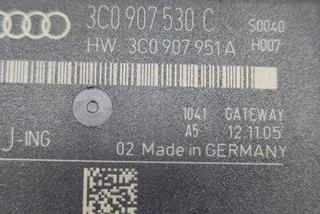 3C0 907 530 C S0040
HW 3C0 907 951 A H007
1041 GATEWAY
A5 12.11.05
J-ING
02 Made in GERMANY